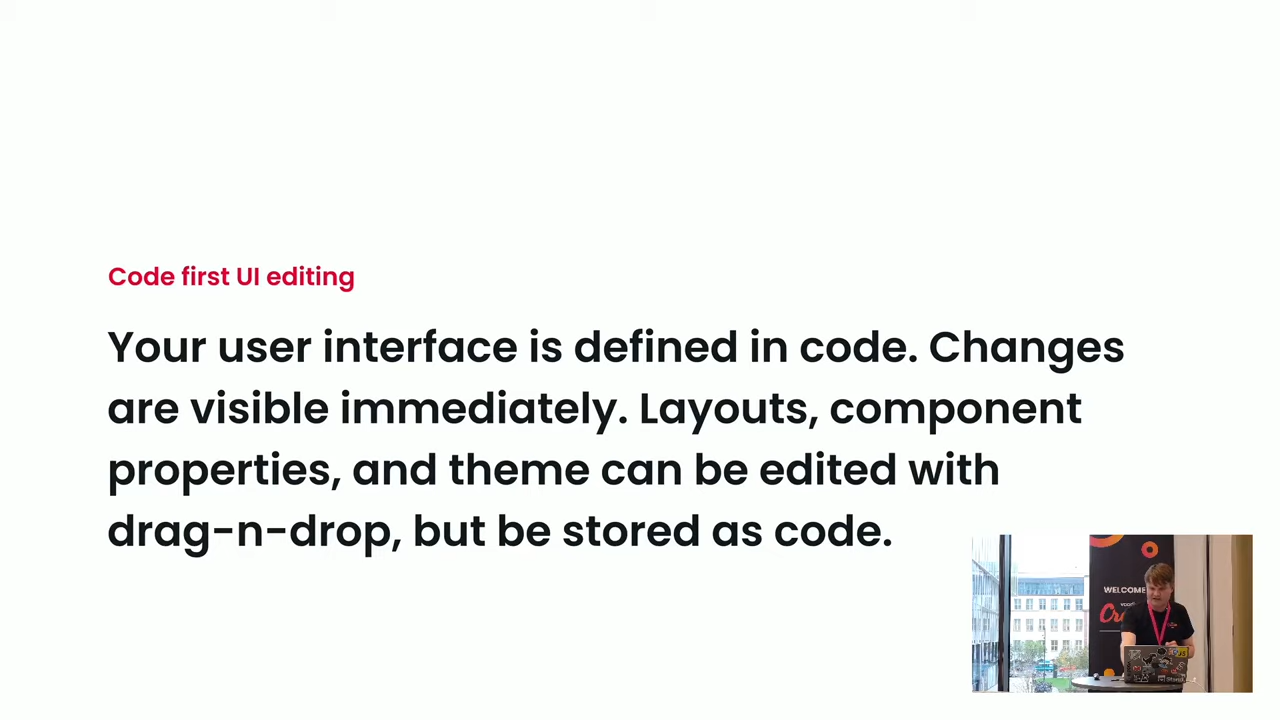 Code first UI editing
Your user interface is defined in code. Changes
are visible immediately. Layouts, component
properties, and theme can be edited with
drag-n-drop, but be stored as code.
WELCOME